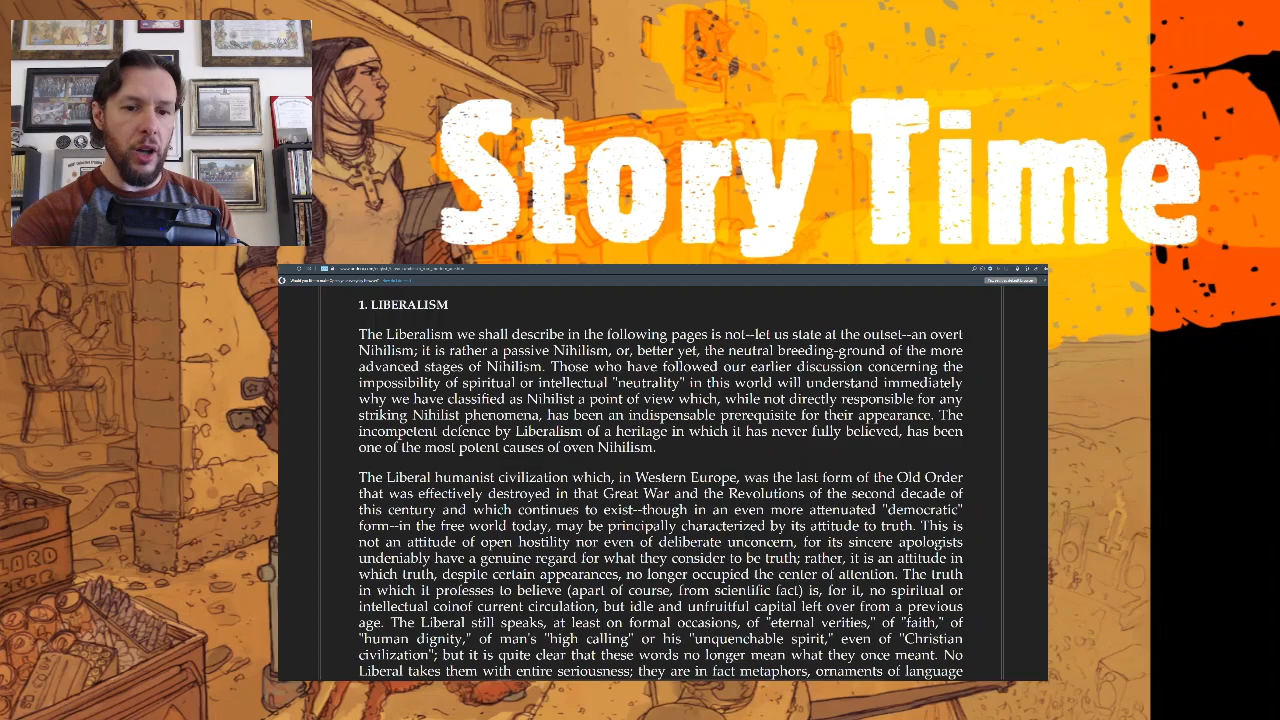 Story Time
1. LIBERALISM
The Liberalism we shall describe in the following pages is not--let us state at the outset--an overt
Nihilism; it is rather a passive Nihilism, or, better yet, the neutral breeding-ground of the more
advanced stages of Nihilism. Those who have followed our earlier discussion concerning the
impossibility of spiritual or intellectual "neutrality" in this world will understand immediately
why we have classified as Nihilist a point of view which, while not directly responsible for any
striking Nihilist phenomena, has been an indispensable prerequisite for their appearance. The
incompetent defence by Liberalism of a heritage in which it has never fully believed, has been
one of the most potent causes of oven Nihilism.
The Liberal humanist civilization which, in Western Europe, was the last form of the Old Order
that was effectively destroyed in that Great War and the Revolutions of the second decade of
this century and which continues to exist--though in an even more attenuated "democratic"
form--in the free world today, may be principally characterized by its attitude to truth. This is
not an attitude of open hostility nor even of deliberate unconcern, for its sincere apologists
undeniably have a genuine regard for what they consider to be truth; rather, it is an attitude in
which truth, despite certain appearances, no longer occupied the center of attention. The truth
in which it professes to believe (apart of course, from scientific fact) is, for it, no spiritual or
intellectual coinof current circulation, but idle and unfruitful capital left over from a previous
age. The Liberal still speaks, at least on formal occasions, of "eternal verities," of "faith," of
"human dignity," of man's "high calling" or his "unquenchable spirit," even of "Christian
civilization"; but it is quite clear that these words no longer mean what they once meant. No
Liberal takes them with entire seriousness; they are in fact metaphors, ornaments of language